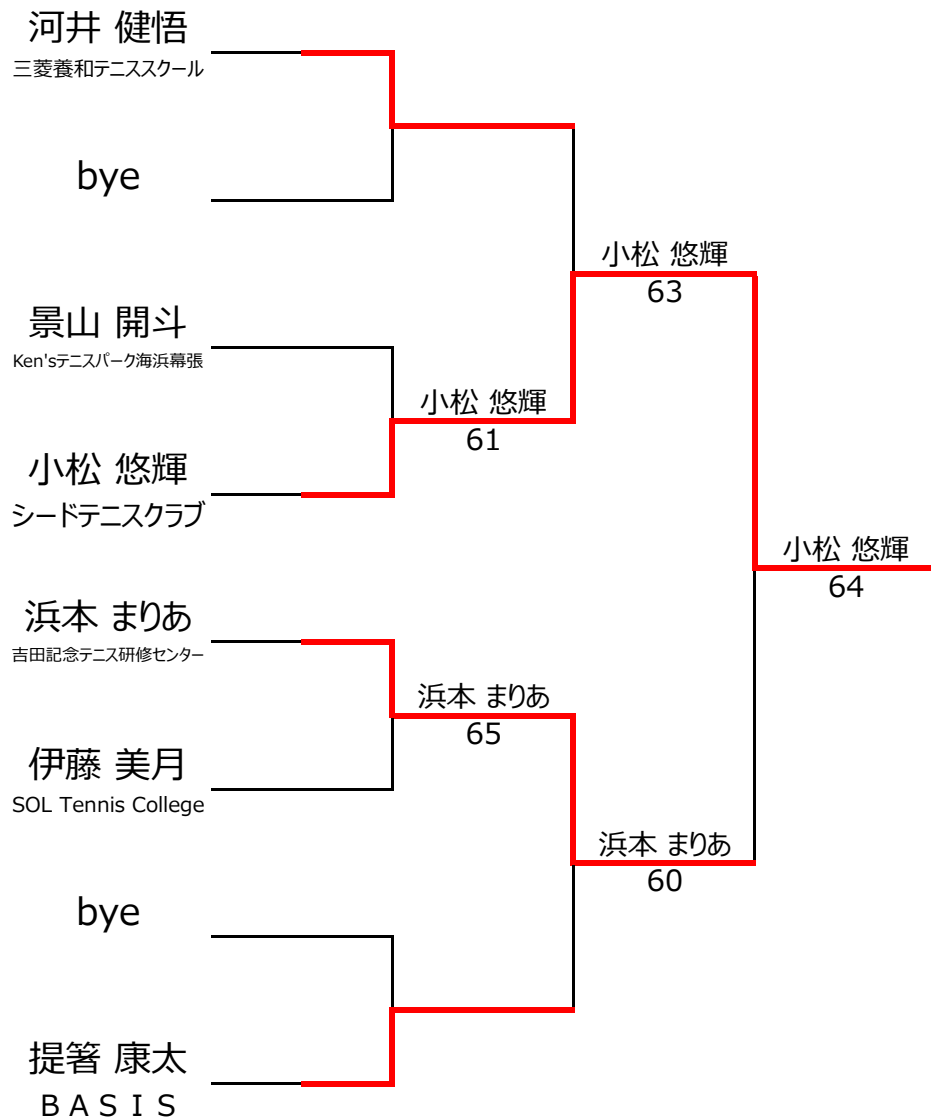 河井 健悟
三菱養和テニススクール
bye
景山 開斗
Ken'sテニスパーク海浜幕張
小松 悠輝
シードテニスクラブ
浜本 まりあ
吉田記念テニス研修センター
伊藤 美月
SOL Tennis College
bye
提箸 康太
ＢＡＳＩＳ
小松 悠輝
61
浜本 まりあ
65
小松 悠輝
63
浜本 まりあ
60
小松 悠輝
64